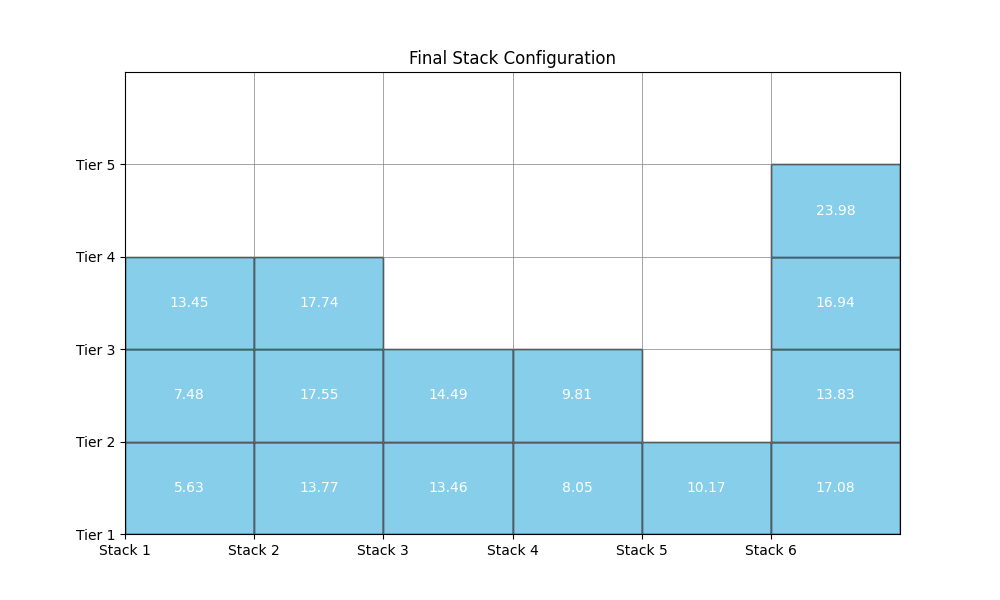 Final Stack Configuration
Tier 5
23.98
Tier 4
13.45 17.74 16.94
Tier 3
7.48 17.55 14.49 9.81 13.83
Tier 2
5.63 13.77 13.46 8.05 10.17 17.08
Tier 1
Stack 1 Stack 2 Stack 3 Stack 4 Stack 5 Stack 6